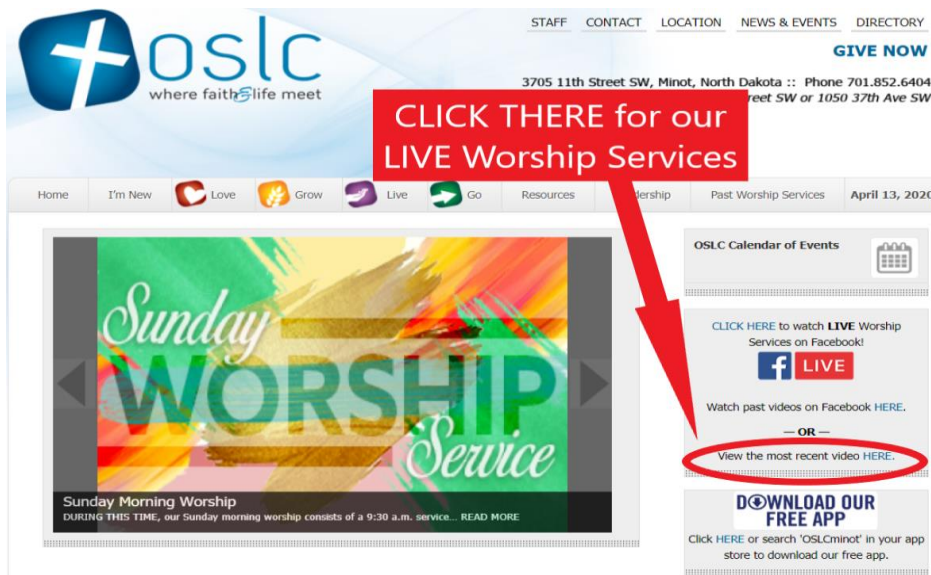 STAFF CONTACT LOCATION NEWS & EVENTS DIRECTORY
oslc
where faith & life meet
GIVE NOW
3705 11th Street SW, Minot, North Dakota :: Phone 701.852.6404
reet SW or 1050 37th Ave SW
CLICK THERE for our
LIVE Worship Services
Home I'm New Love Grow Live Go Resources ership Past Worship Services April 13, 2020
Sunday
WORSHIP
Service
Sunday Morning Worship
DURING THIS TIME, our Sunday morning worship consists of a 9:30 a.m. service... READ MORE
OSLC Calendar of Events
CLICK HERE to watch LIVE Worship
Services on Facebook!
f LIVE
Watch past videos on Facebook HERE.
— OR —
View the most recent video HERE.
DOWNLOAD OUR
FREE APP
Click HERE or search 'OSLCminot' in your app
store to download our free app.